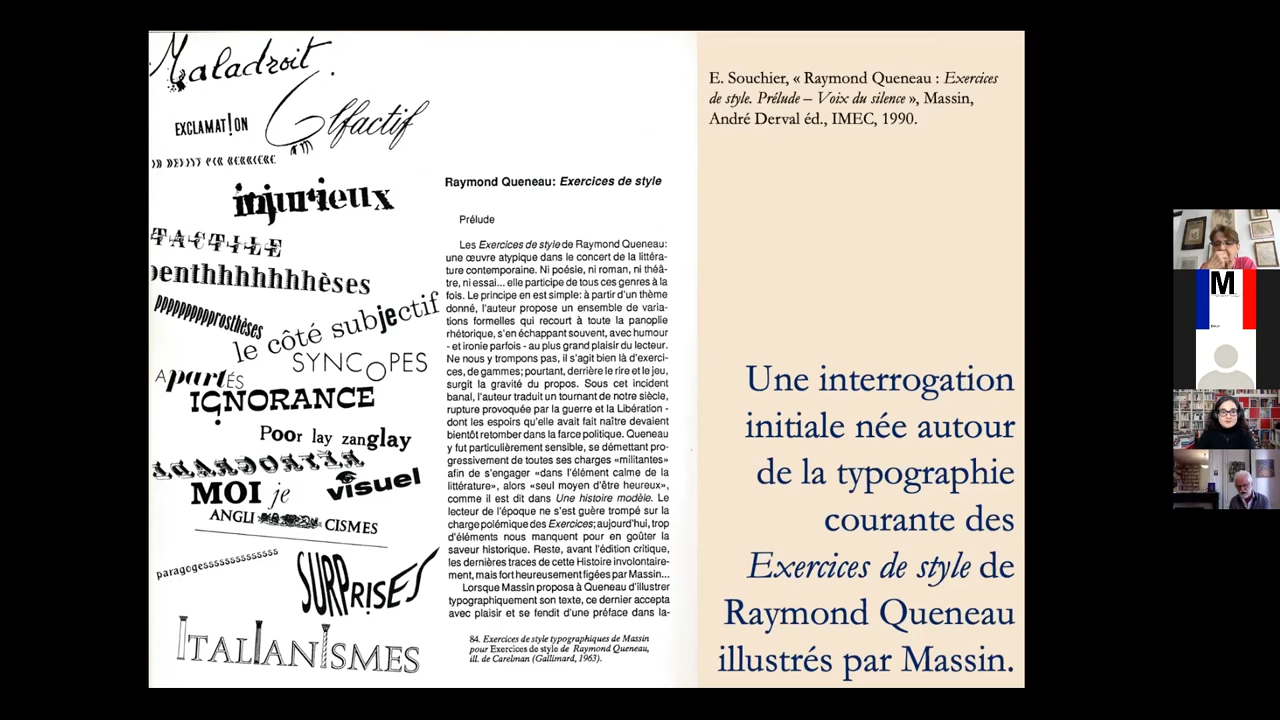 Maladroit.
EXCLAMAT!ON
Olfactif
injurieux
TACTILE
penthhhhhhhhèses
PPPPPPPPPProsthèses
le côté subjectif
SYNCOPES
APartÉS
IGNORANCE
Poor lay zanglay
MOI je
visuel
ANGLI CISMES
paragogesssssssssssss
SURPRISES
ITALIANISMES
Raymond Queneau: Exercices de style
Prélude
Les Exercices de style de Raymond Queneau:
une œuvre atypique dans le concert de la littéra-
ture contemporaine. Ni poésie, ni roman, ni théâ-
tre, ni essai... elle participe de tous ces genres à la
fois. Le principe en est simple: à partir d'un thème
donné, l'auteur propose un ensemble de varia-
tions formelles qui recourt à toute la panoplie
rhétorique, s'en échappant souvent, avec humour
- et ironie parfois - au plus grand plaisir du lecteur.
Ne nous y trompons pas, il s'agit bien là d'exerci-
ces, de gammes; pourtant, derrière le rire et le jeu,
surgit la gravité du propos. Sous cet incident
banal, l'auteur traduit un tournant de notre siècle,
rupture provoquée par la guerre et la Libération -
dont les espoirs qu'elle avait fait naître devaient
bientôt retomber dans la farce politique. Queneau
y fut particulièrement sensible, se démettant pro-
gressivement de toutes ses charges «militantes»
afin de s'engager «dans l'élément calme de la
littérature», alors «seul moyen d'être heureux»,
comme il est dit dans Une histoire modèle. Le
lecteur de l'époque ne s'est guère trompé sur la
charge polémique des Exercices; aujourd'hui, trop
d'éléments nous manquent pour en goûter la
saveur historique. Reste, avant l'édition critique,
les dernières traces de cette Histoire involontaire-
ment, mais fort heureusement figées par Massin...
Lorsque Massin proposa à Queneau d'illustrer
typographiquement son texte, ce dernier accepta
avec plaisir et se fendit d'une préface dans la-
84. Exercices de style typographiques de Massin
pour Exercices de style de Raymond Queneau,
ill. de Carelman (Gallimard, 1963).
E. Souchier, « Raymond Queneau : Exercices
de style. Prélude – Voix du silence », Massin,
André Derval éd., IMEC, 1990.
Une interrogation
initiale née autour
de la typographie
courante des
Exercices de style de
Raymond Queneau
illustrés par Massin.
M